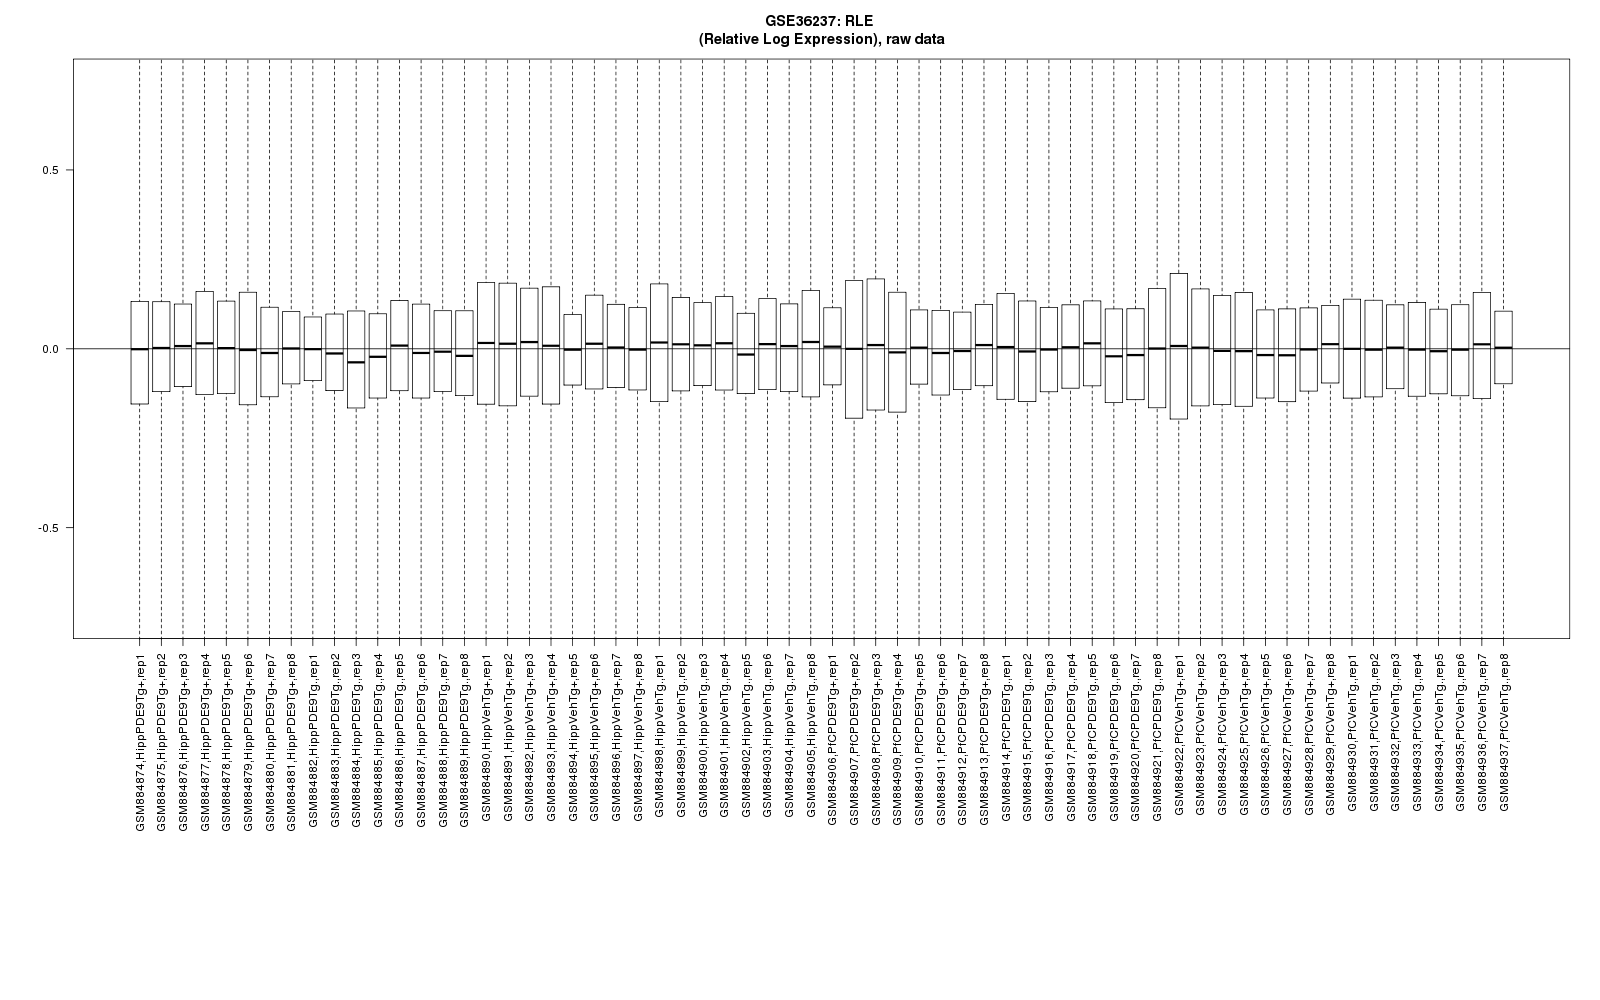 GSE36237: RLE
(Relative Log Expression), raw data
0.5
0.0
-0.5
GSM884874,HippPDE9Tg+,rep1
GSM884875,HippPDE9Tg+,rep2
GSM884876,HippPDE9Tg+,rep3
GSM884877,HippPDE9Tg+,rep4
GSM884878,HippPDE9Tg+,rep5
GSM884879,HippPDE9Tg+,rep6
GSM884880,HippPDE9Tg+,rep7
GSM884881,HippPDE9Tg+,rep8
GSM884882,HippPDE9Tg,,rep1
GSM884883,HippPDE9Tg,,rep2
GSM884884,HippPDE9Tg,,rep3
GSM884885,HippPDE9Tg,,rep4
GSM884886,HippPDE9Tg,,rep5
GSM884887,HippPDE9Tg,,rep6
GSM884888,HippPDE9Tg,,rep7
GSM884889,HippPDE9Tg,,rep8
GSM884890,HippVehTg+,rep1
GSM884891,HippVehTg+,rep2
GSM884892,HippVehTg+,rep3
GSM884893,HippVehTg+,rep4
GSM884894,HippVehTg+,rep5
GSM884895,HippVehTg+,rep6
GSM884896,HippVehTg+,rep7
GSM884897,HippVehTg+,rep8
GSM884898,HippVehTg,,rep1
GSM884899,HippVehTg,,rep2
GSM884900,HippVehTg,,rep3
GSM884901,HippVehTg,,rep4
GSM884902,HippVehTg,,rep5
GSM884903,HippVehTg,,rep6
GSM884904,HippVehTg,,rep7
GSM884905,HippVehTg,,rep8
GSM884906,PfCPDE9Tg+,rep1
GSM884907,PfCPDE9Tg+,rep2
GSM884908,PfCPDE9Tg+,rep3
GSM884909,PfCPDE9Tg+,rep4
GSM884910,PfCPDE9Tg+,rep5
GSM884911,PfCPDE9Tg+,rep6
GSM884912,PfCPDE9Tg+,rep7
GSM884913,PfCPDE9Tg+,rep8
GSM884914,PfCPDE9Tg,,rep1
GSM884915,PfCPDE9Tg,,rep2
GSM884916,PfCPDE9Tg,,rep3
GSM884917,PfCPDE9Tg,,rep4
GSM884918,PfCPDE9Tg,,rep5
GSM884919,PfCPDE9Tg,,rep6
GSM884920,PfCPDE9Tg,,rep7
GSM884921,PfCPDE9Tg,,rep8
GSM884922,PfCVehTg+,rep1
GSM884923,PfCVehTg+,rep2
GSM884924,PfCVehTg+,rep3
GSM884925,PfCVehTg+,rep4
GSM884926,PfCVehTg+,rep5
GSM884927,PfCVehTg+,rep6
GSM884928,PfCVehTg+,rep7
GSM884929,PfCVehTg+,rep8
GSM884930,PfCVehTg,,rep1
GSM884931,PfCVehTg,,rep2
GSM884932,PfCVehTg,,rep3
GSM884933,PfCVehTg,,rep4
GSM884934,PfCVehTg,,rep5
GSM884935,PfCVehTg,,rep6
GSM884936,PfCVehTg,,rep7
GSM884937,PfCVehTg,,rep8